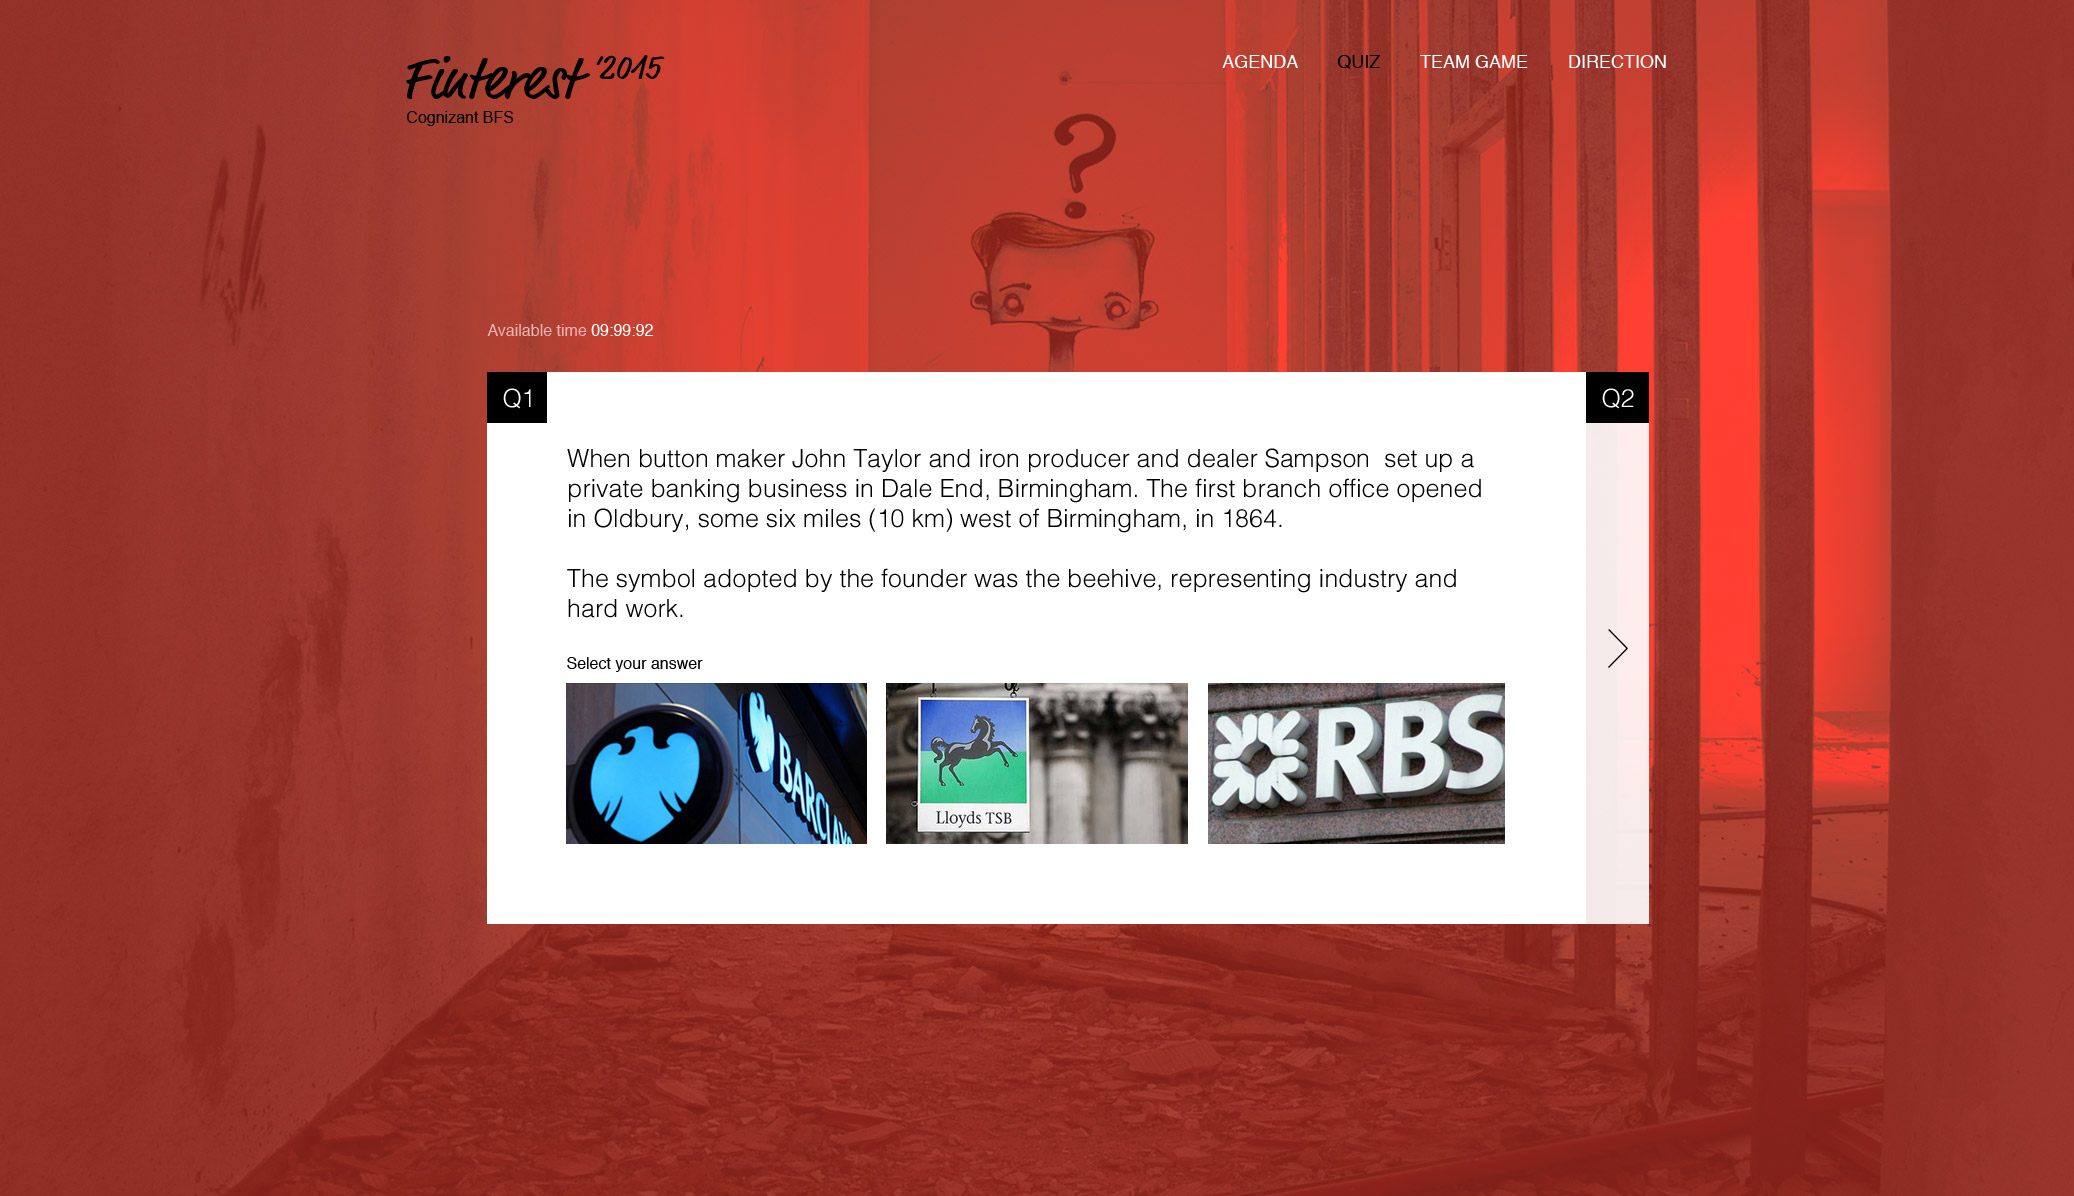 Finterest '2015
Cognizant BFS
AGENDA QUIZ TEAM GAME DIRECTION
?
Available time 09:99:92
Q1
Q2
When button maker John Taylor and iron producer and dealer Sampson set up a
private banking business in Dale End, Birmingham. The first branch office opened
in Oldbury, some six miles (10 km) west of Birmingham, in 1864.
The symbol adopted by the founder was the beehive, representing industry and
hard work.
Select your answer
BARCLAYS
Lloyds TSB
RBS